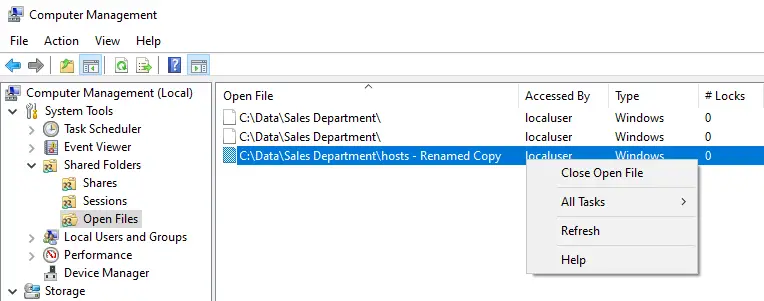 Computer Management
File Action View Help
Computer Management (Local)
System Tools
Task Scheduler
Event Viewer
Shared Folders
Shares
Sessions
Open Files
Local Users and Groups
Performance
Device Manager
Storage
Open File Accessed By Type # Locks
C:\Data\Sales Department\ localuser Windows 0
C:\Data\Sales Department\ localuser Windows 0
C:\Data\Sales Department\hosts - Renamed Copy localuser Windows 0
Close Open File
All Tasks
Refresh
Help